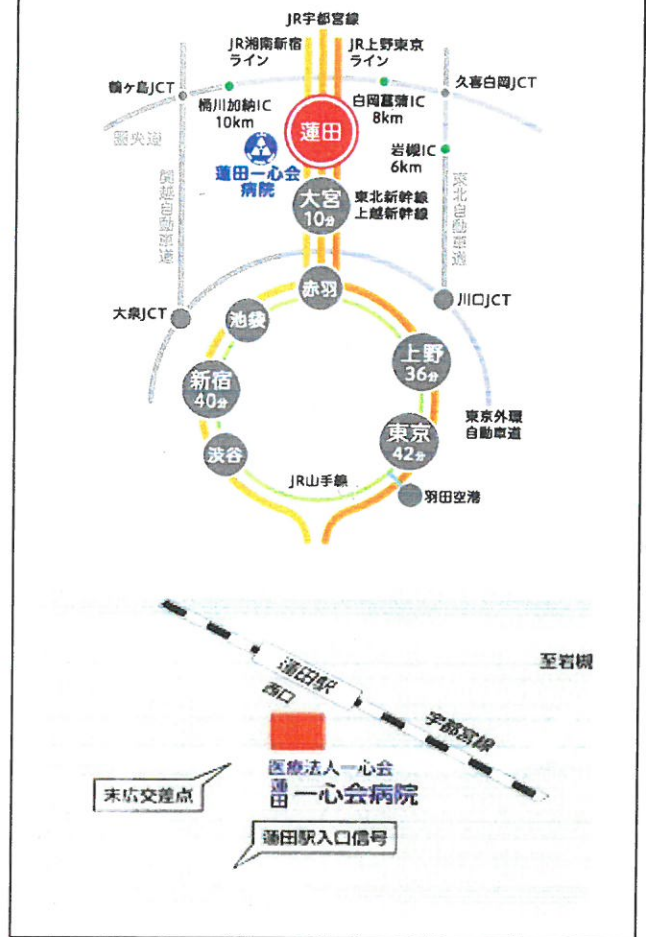 JR宇都宮線
JR湘南新宿
ライン
JR上野東京
ライン
鶴ヶ島JCT
久喜白岡JCT
桶川加納IC
10km
白岡菖蒲IC
8km
蓮田
圏央道
岩槻IC
6km
蓮田一心会
病院
大宮
10分
東北新幹線
上越新幹線
関越自動車道
東北自動車道
赤羽
大泉JCT
川口JCT
池袋
上野
36分
新宿
40分
東京外環
自動車道
東京
42分
渋谷
JR山手線
羽田空港
至岩槻
蓮田駅
西口
宇都宮線
医療法人一心会
蓮田一心会病院
末広交差点
蓮田駅入口信号